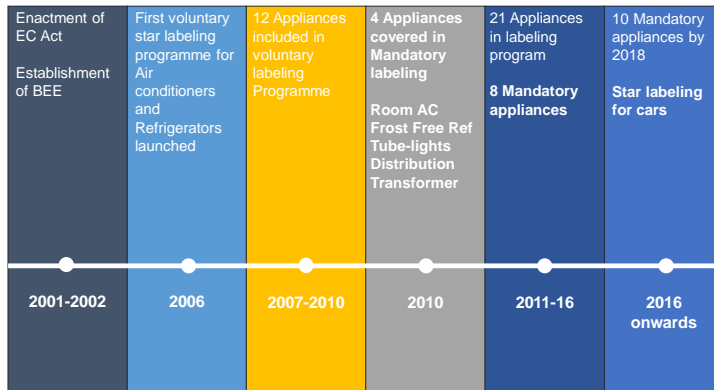 Enactment of
EC Act
Establishment
of BEE
First voluntary
star labeling
programme for
Air
conditioners
and
Refrigerators
launched
12 Appliances
included in
voluntary
labeling
Programme
4 Appliances
covered in
Mandatory
labeling
Room AC
Frost Free Ref
Tube-lights
Distribution
Transformer
21 Appliances
in labeling
program
8 Mandatory
appliances
10 Mandatory
appliances by
2018
Star labeling
for cars
2001-2002
2006
2007-2010
2010
2011-16
2016
onwards